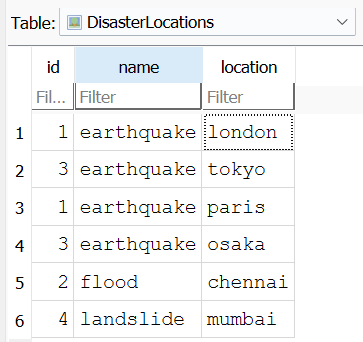 Table: DisasterLocations
id name location
Fil... Filter Filter
1 1 earthquake london
2 3 earthquake tokyo
3 1 earthquake paris
4 3 earthquake osaka
5 2 flood chennai
6 4 landslide mumbai